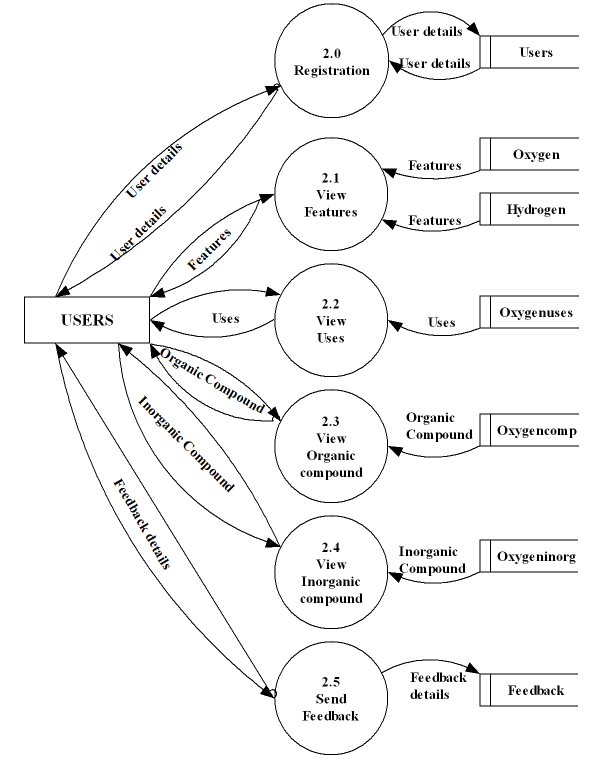 2.0
Registration
User details
User details
Users
User details
User details
2.1
View
Features
Features
Oxygen
Features
Hydrogen
Features
USERS
2.2
View
Uses
Uses
Uses
Oxygenuses
Organic Compound
2.3
View
Organic
compound
Organic
Compound
Oxygencomp
Inorganic Compound
2.4
View
Inorganic
compound
Inorganic
Compound
Oxygeninorg
Feedback details
2.5
Send
Feedback
Feedback
details
Feedback